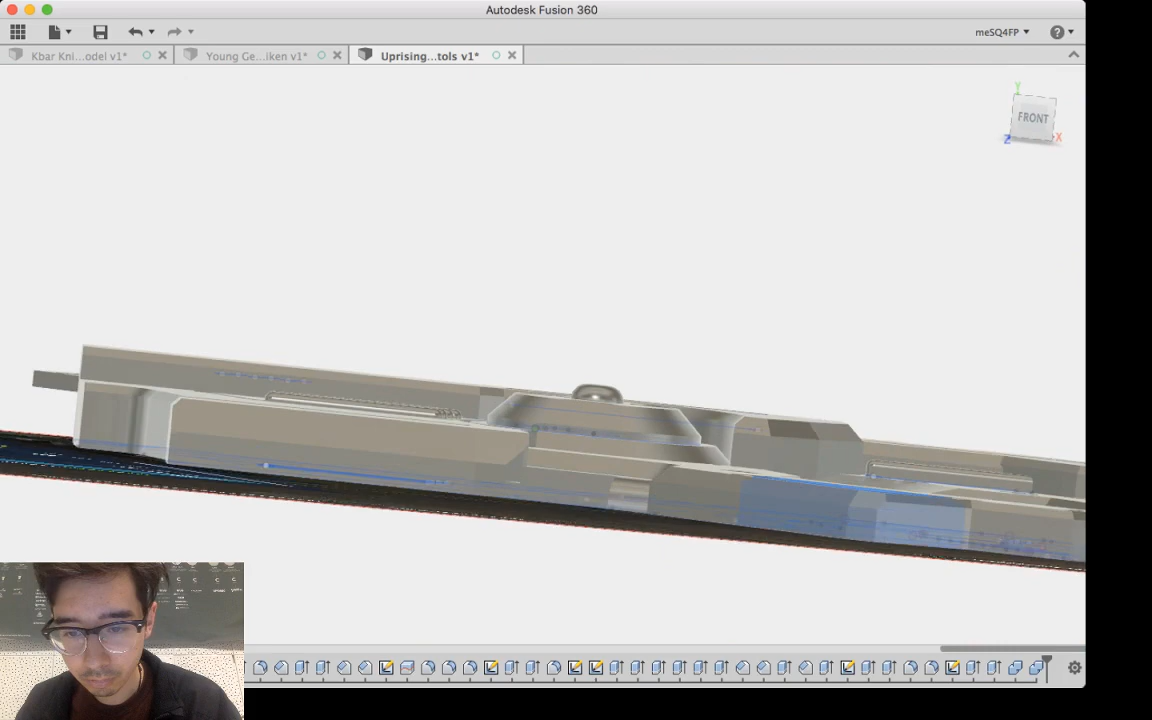 Autodesk Fusion 360
meSQ4FP
Kbar Kni...odel v1*
Young Ge...iken v1*
Uprising...tols v1*
Y
FRONT
Z
X